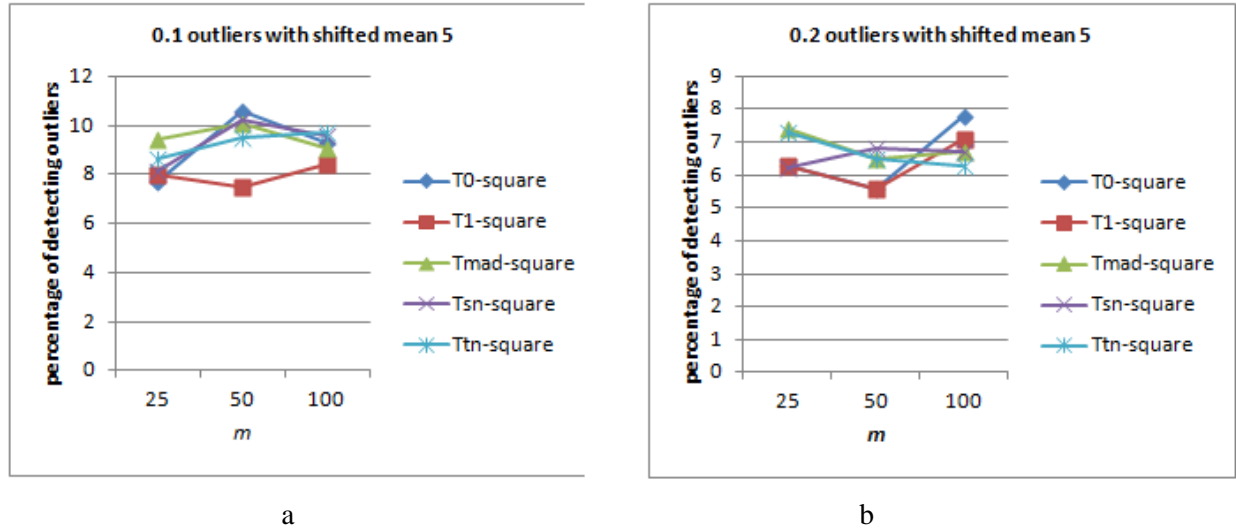 0.1 outliers with shifted mean 5
percentage of detecting outliers
12
10
8
6
4
2
0
25 50 100
m
T0-square
T1-square
Tmad-square
Tsn-square
Ttn-square
a
0.2 outliers with shifted mean 5
percentage of detecting outliers
9
8
7
6
5
4
3
2
1
0
25 50 100
m
T0-square
T1-square
Tmad-square
Tsn-square
Ttn-square
b